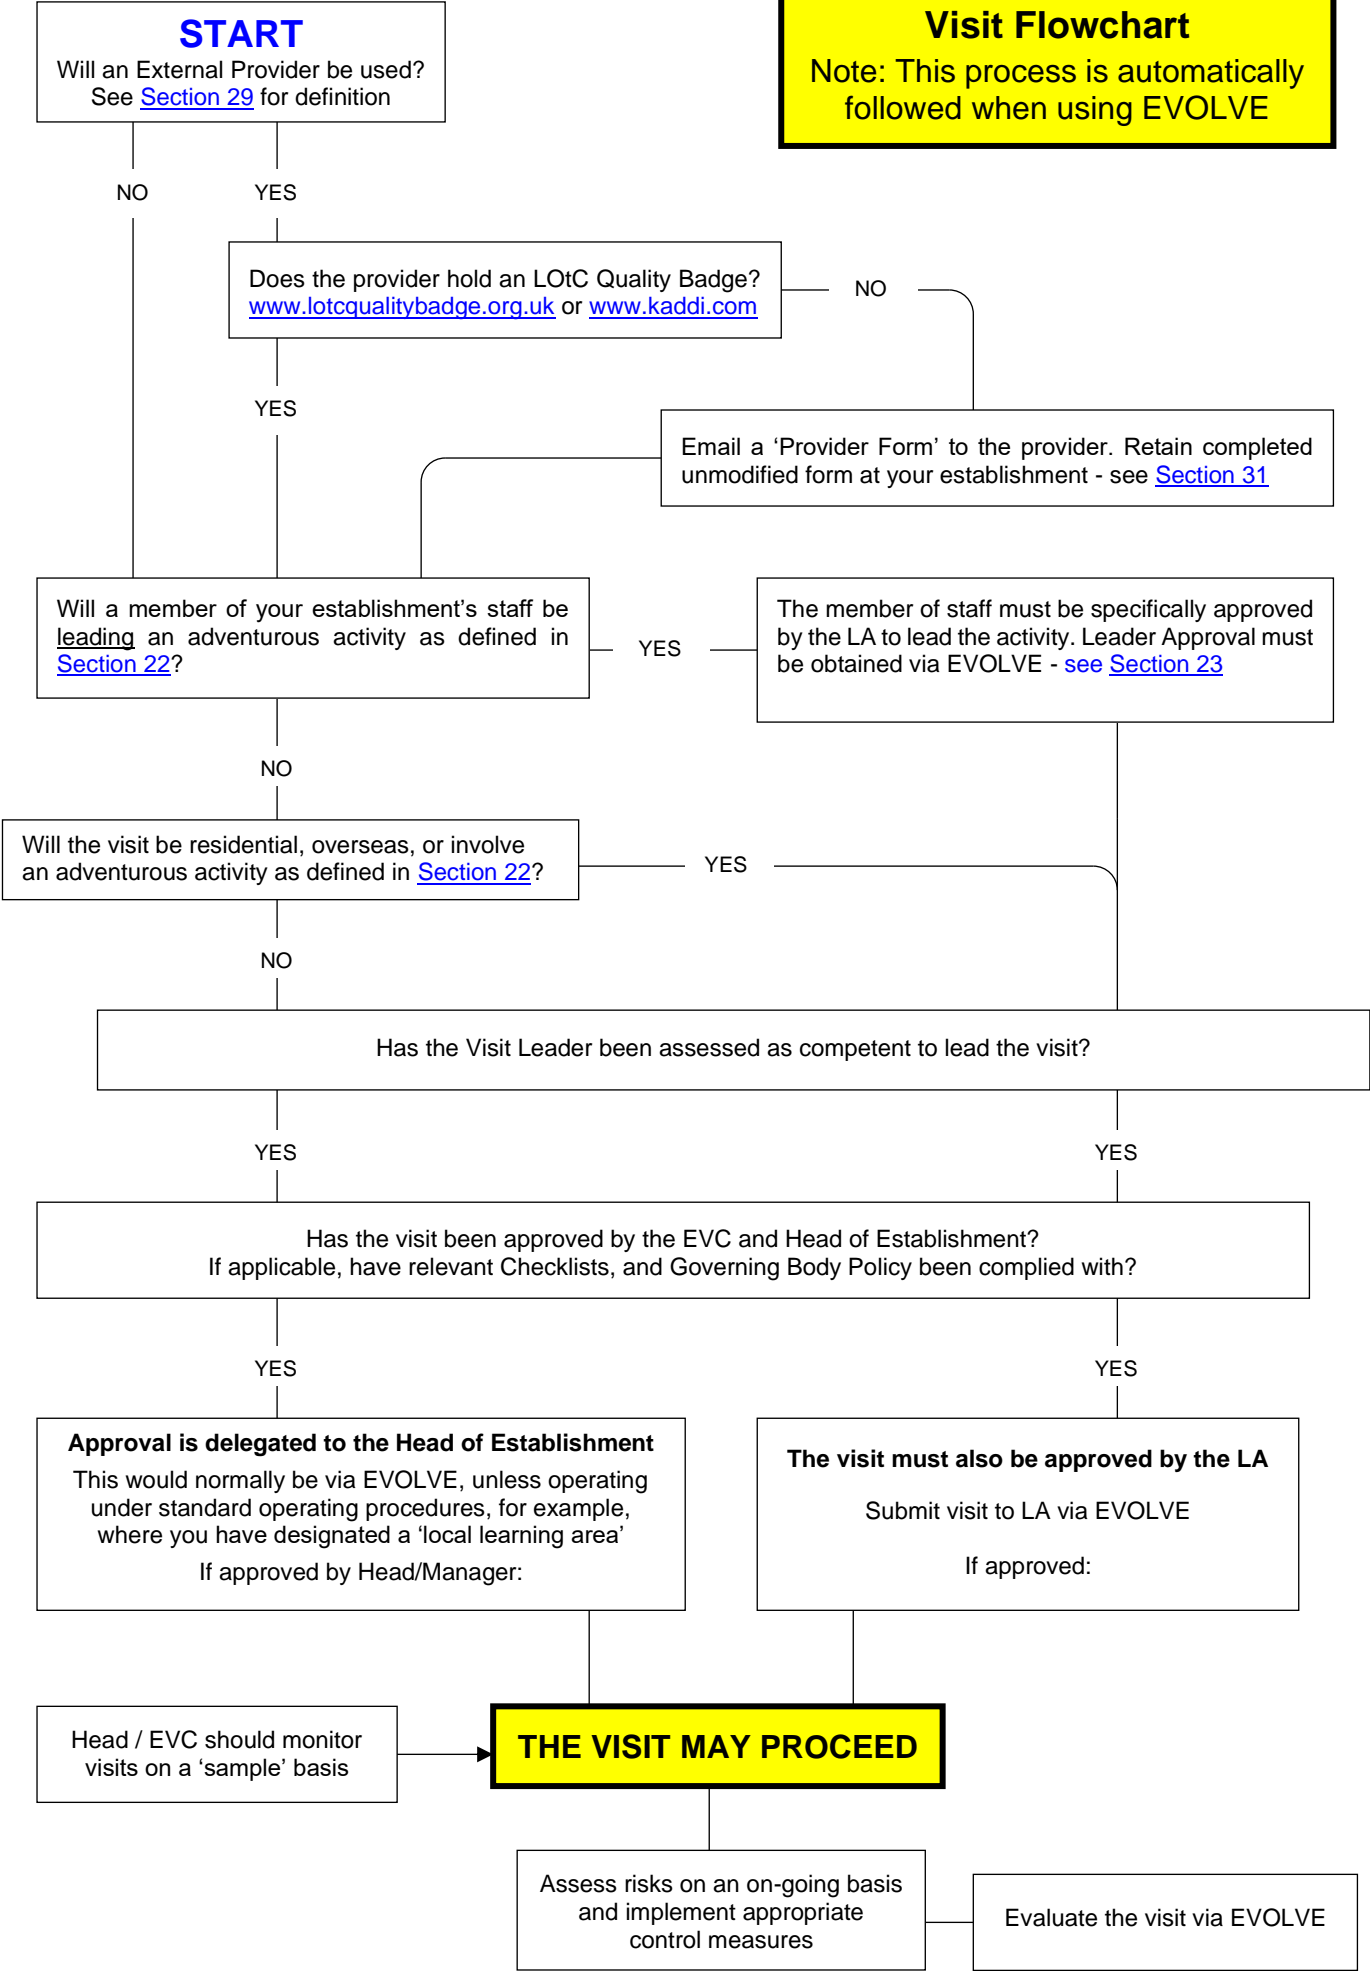 START
Will an External Provider be used?
See Section 29 for definition
Visit Flowchart
Note: This process is automatically
followed when using EVOLVE
NO
YES
Does the provider hold an LOtC Quality Badge?
www.lotcqualitybadge.org.uk or www.kaddi.com
NO
YES
Email a ‘Provider Form’ to the provider. Retain completed
unmodified form at your establishment - see Section 31
Will a member of your establishment’s staff be
leading an adventurous activity as defined in
Section 22?
YES
The member of staff must be specifically approved
by the LA to lead the activity. Leader Approval must
be obtained via EVOLVE - see Section 23
NO
Will the visit be residential, overseas, or involve
an adventurous activity as defined in Section 22?
YES
NO
Has the Visit Leader been assessed as competent to lead the visit?
YES
YES
Has the visit been approved by the EVC and Head of Establishment?
If applicable, have relevant Checklists, and Governing Body Policy been complied with?
YES
YES
Approval is delegated to the Head of Establishment
This would normally be via EVOLVE, unless operating
under standard operating procedures, for example,
where you have designated a ‘local learning area’
If approved by Head/Manager:
The visit must also be approved by the LA
Submit visit to LA via EVOLVE
If approved:
Head / EVC should monitor
visits on a ‘sample’ basis
THE VISIT MAY PROCEED
Assess risks on an on-going basis
and implement appropriate
control measures
Evaluate the visit via EVOLVE